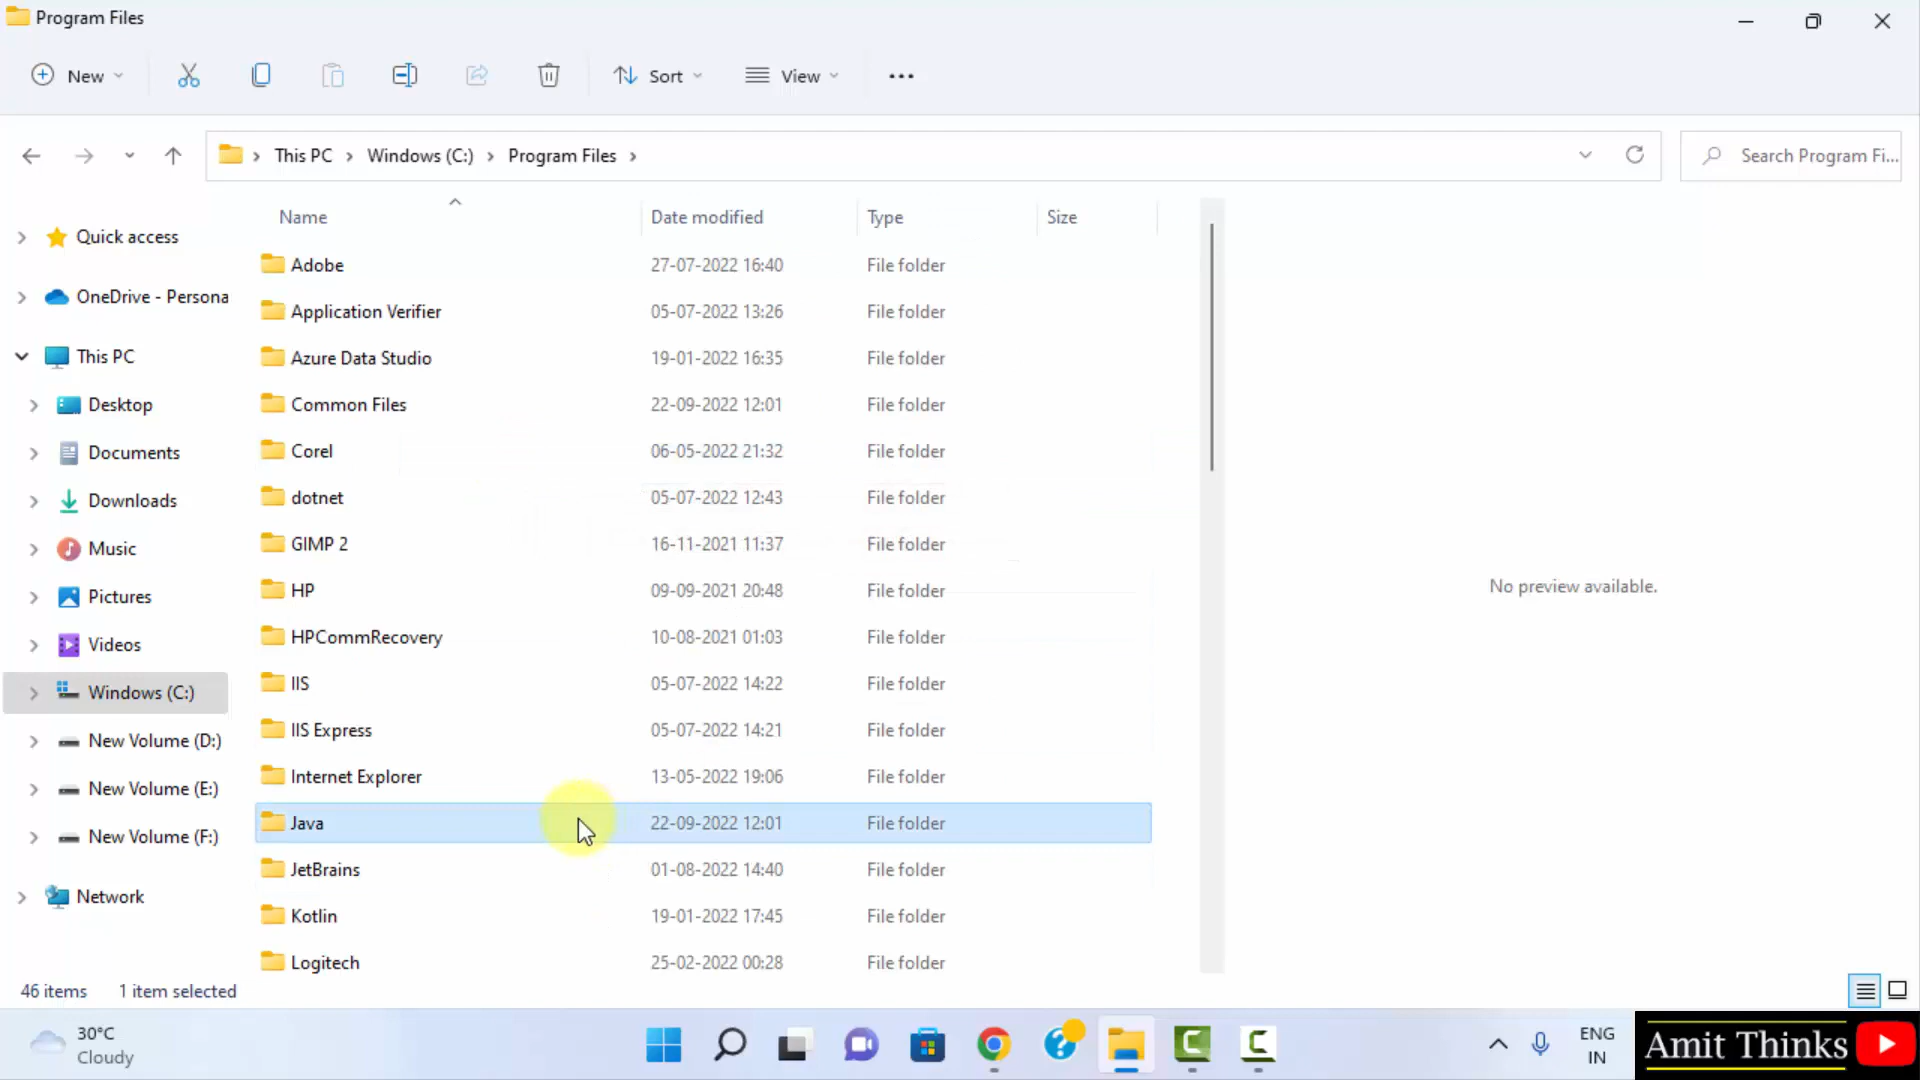 Program Files
New
Sort
View
This PC
Windows (C:)
Program Files
Search Program Fi...
Name
Date modified
Type
Size
Quick access
OneDrive - Persona
This PC
Desktop
Documents
Downloads
Music
Pictures
Videos
Windows (C:)
New Volume (D:)
New Volume (E:)
New Volume (F:)
Network
Adobe 27-07-2022 16:40 File folder
Application Verifier 05-07-2022 13:26 File folder
Azure Data Studio 19-01-2022 16:35 File folder
Common Files 22-09-2022 12:01 File folder
Corel 06-05-2022 21:32 File folder
dotnet 05-07-2022 12:43 File folder
GIMP 2 16-11-2021 11:37 File folder
HP 09-09-2021 20:48 File folder
HPCommRecovery 10-08-2021 01:03 File folder
IIS 05-07-2022 14:22 File folder
IIS Express 05-07-2022 14:21 File folder
Internet Explorer 13-05-2022 19:06 File folder
Java 22-09-2022 12:01 File folder
JetBrains 01-08-2022 14:40 File folder
Kotlin 19-01-2022 17:45 File folder
Logitech 25-02-2022 00:28 File folder
No preview available.
46 items 1 item selected
30°C
Cloudy
ENG
IN
Amit Thinks